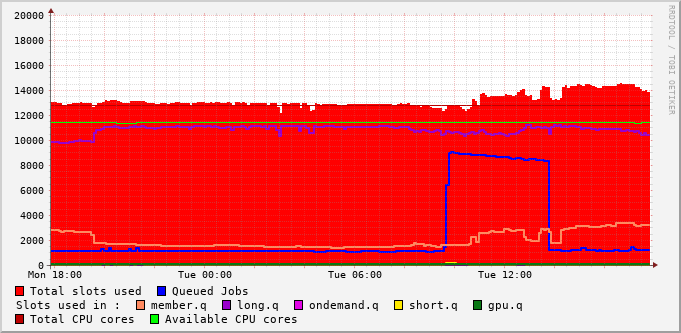 20000
18000
16000
14000
12000
10000
8000
6000
4000
2000
0
Mon 18:00 Tue 00:00 Tue 06:00 Tue 12:00
RRDTOOL / TOBI OETIKER
Total slots used Queued Jobs
Slots used in : member.q long.q ondemand.q short.q gpu.q
Total CPU cores Available CPU cores